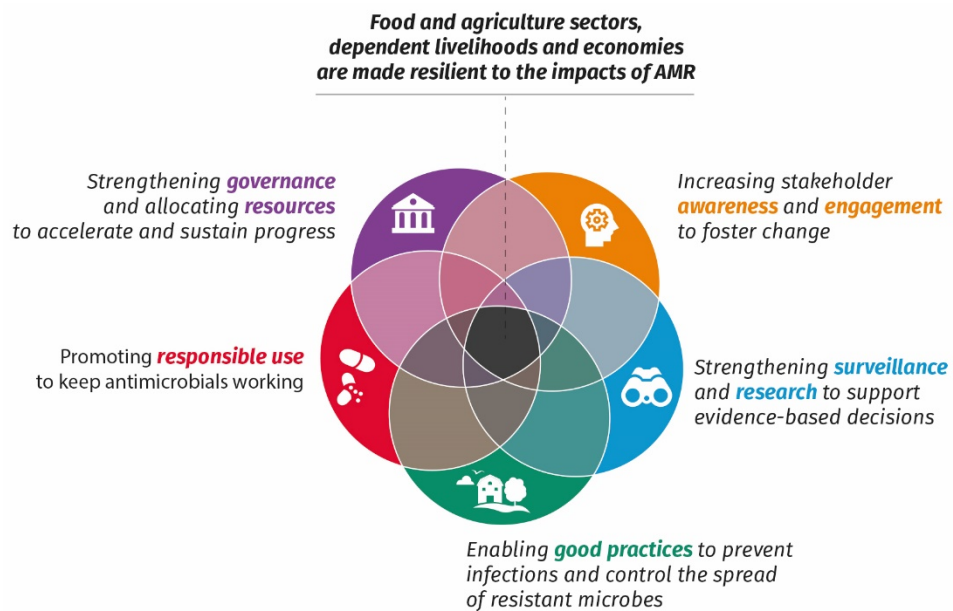 Food and agriculture sectors,
dependent livelihoods and economies
are made resilient to the impacts of AMR
Strengthening governance
and allocating resources
to accelerate and sustain progress
Increasing stakeholder
awareness and engagement
to foster change
Promoting responsible use
to keep antimicrobials working
Strengthening surveillance
and research to support
evidence-based decisions
Enabling good practices to prevent
infections and control the spread
of resistant microbes